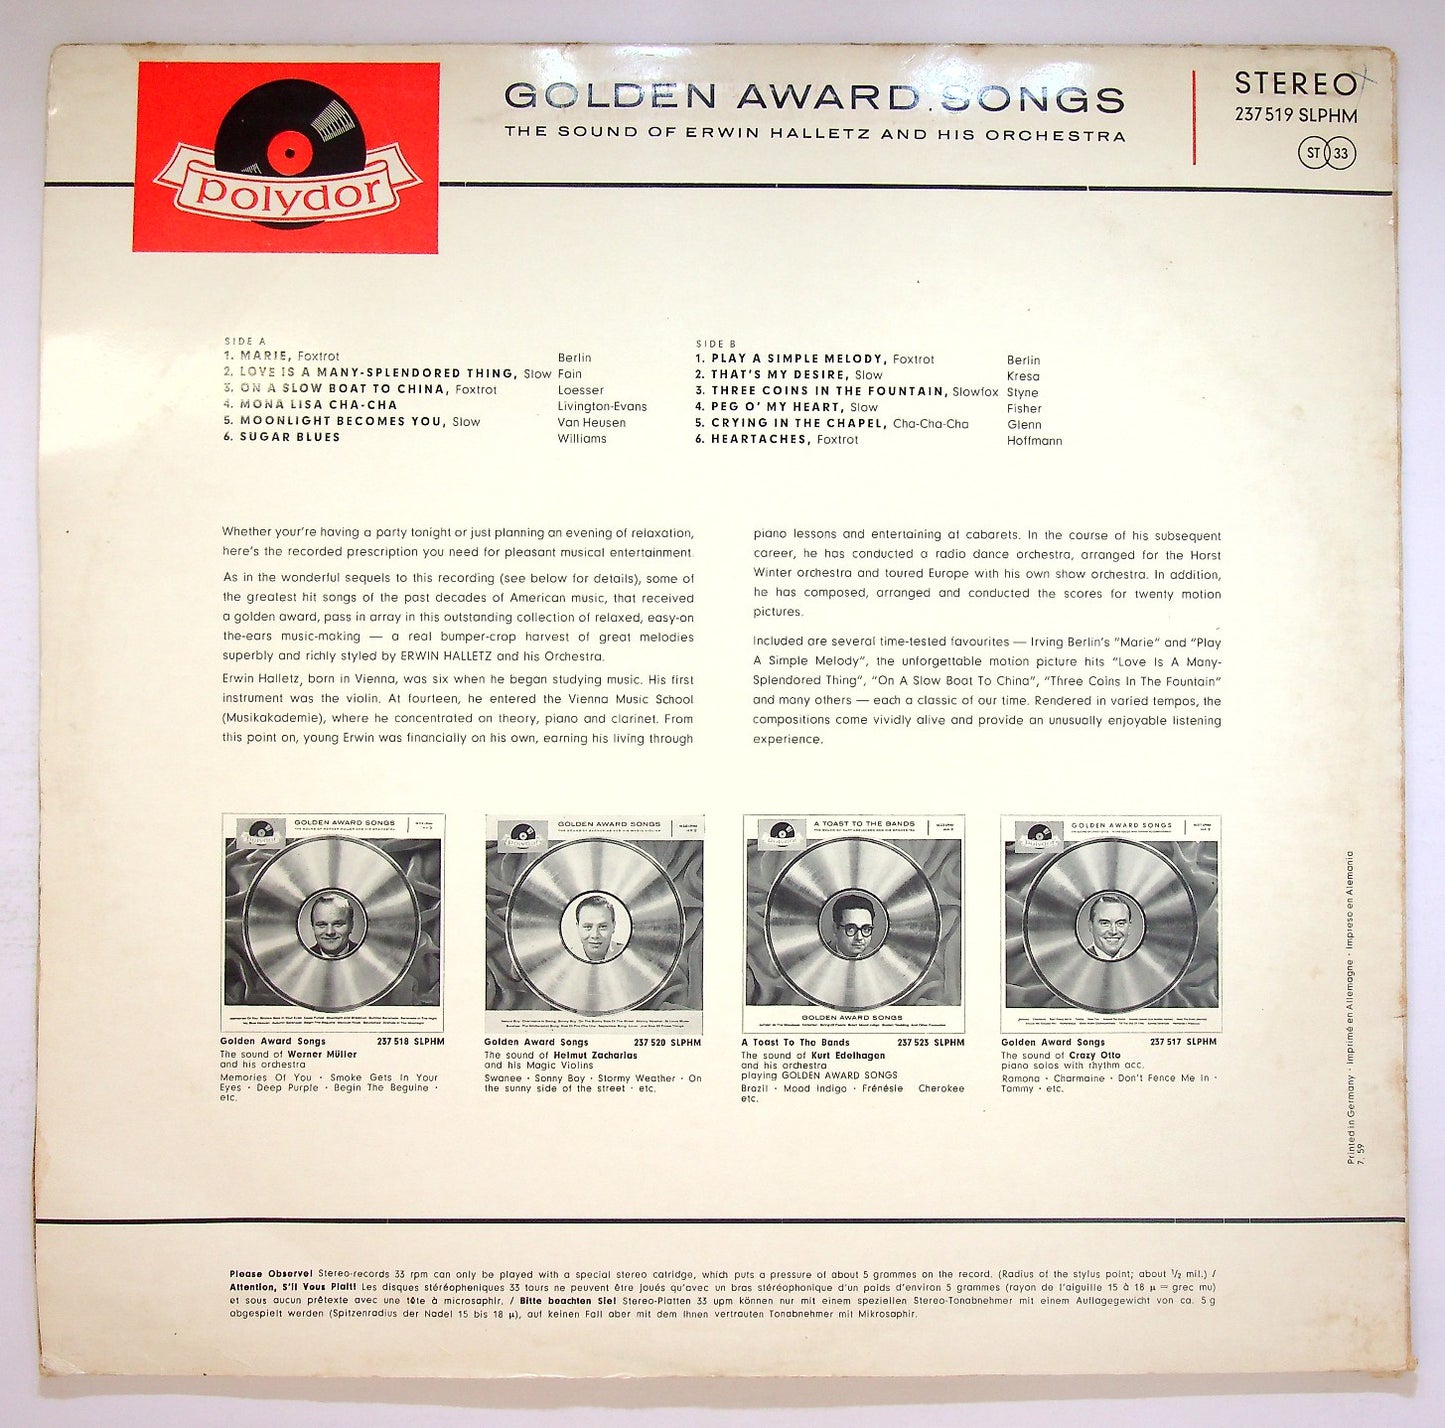 polydor
GOLDEN AWARD SONGS
THE SOUND OF ERWIN HALLETZ AND HIS ORCHESTRA
STEREO
237 519 SLPHM
ST 33
SIDE A
1. MARIE, Foxtrot Berlin
2. LOVE IS A MANY-SPLENDORED THING, Slow Fain
3. ON A SLOW BOAT TO CHINA, Foxtrot Loesser
4. MONA LISA CHA-CHA Livington-Evans
5. MOONLIGHT BECOMES YOU, Slow Van Heusen
6. SUGAR BLUES Williams
SIDE B
1. PLAY A SIMPLE MELODY, Foxtrot Berlin
2. THAT'S MY DESIRE, Slow Kresa
3. THREE COINS IN THE FOUNTAIN, Slowfox Styne
4. PEG O' MY HEART, Slow Fisher
5. CRYING IN THE CHAPEL, Cha-Cha-Cha Glenn
6. HEARTACHES, Foxtrot Hoffmann
Whether your're having a party tonight or just planning an evening of relaxation,
here's the recorded prescription you need for pleasant musical entertainment.
As in the wonderful sequels to this recording (see below for details), some of
the greatest hit songs of the past decades of American music, that received
a golden award, pass in array in this outstanding collection of relaxed, easy-on
the-ears music-making — a real bumper-crop harvest of great melodies
superbly and richly styled by ERWIN HALLETZ and his Orchestra.
Erwin Halletz, born in Vienna, was six when he began studying music. His first
instrument was the violin. At fourteen, he entered the Vienna Music School
(Musikakademie), where he concentrated on theory, piano and clarinet. From
this point on, young Erwin was financially on his own, earning his living through
piano lessons and entertaining at cabarets. In the course of his subsequent
career, he has conducted a radio dance orchestra, arranged for the Horst
Winter orchestra and toured Europe with his own show orchestra. In addition,
he has composed, arranged and conducted the scores for twenty motion
pictures.
Included are several time-tested favourites — Irving Berlin's "Marie" and "Play
A Simple Melody", the unforgettable motion picture hits "Love Is A Many-
Splendored Thing", "On A Slow Boat To China", "Three Coins In The Fountain"
and many others — each a classic of our time. Rendered in varied tempos, the
compositions come vividly alive and provide an unusually enjoyable listening
experience.
polydor
GOLDEN AWARD SONGS
polydor
GOLDEN AWARD SONGS
polydor
A TOAST TO THE BANDS
GOLDEN AWARD SONGS
polydor
GOLDEN AWARD SONGS
Golden Award Songs 237 518 SLPHM
The sound of Werner Müller
and his orchestra
Memories Of You · Smoke Gets In Your
Eyes · Deep Purple · Begin The Beguine ·
etc.
Golden Award Songs 237 520 SLPHM
The sound of Helmut Zacharias
and his Magic Violins
Swanee · Sonny Boy · Stormy Weather · On
the sunny side of the street · etc.
A Toast To The Bands 237 523 SLPHM
The sound of Kurt Edelhagen
and his orchestra
playing GOLDEN AWARD SONGS
Brazil · Mood Indigo · Frénésie Cherokee
etc.
Golden Award Songs 237 517 SLPHM
The sound of Crazy Otto
piano solos with rhythm acc.
Ramona · Charmaine · Don't Fence Me In ·
Tommy · etc.
Printed in Germany · Imprimé en Allemagne · Impreso en Alemania
7. 59
Please Observe! Stereo-records 33 rpm can only be played with a special stereo catridge, which puts a pressure of about 5 grammes on the record. (Radius of the stylus point; about ½ mil.) /
Attention, S'il Vous Plaît! Les disques stéréopheniques 33 tours ne peuvent être joués qu'avec un bras stéréophonique d'un poids d'environ 5 grammes (rayon de l'aiguille 15 à 18 µ = grec mu)
et sous aucun prêtexte avec une tête à microsaphir. / Bitte beachten Sie! Stereo-Platten 33 upm können nur mit einem speziellen Stereo-Tonabnehmer mit einem Auflagegewicht von ca. 5 g
abgespielt werden (Spitzenradius der Nadel 15 bis 18 µ), auf keinen Fall aber mit dem Ihnen vertrauten Tonabnehmer mit Mikrosaphir.